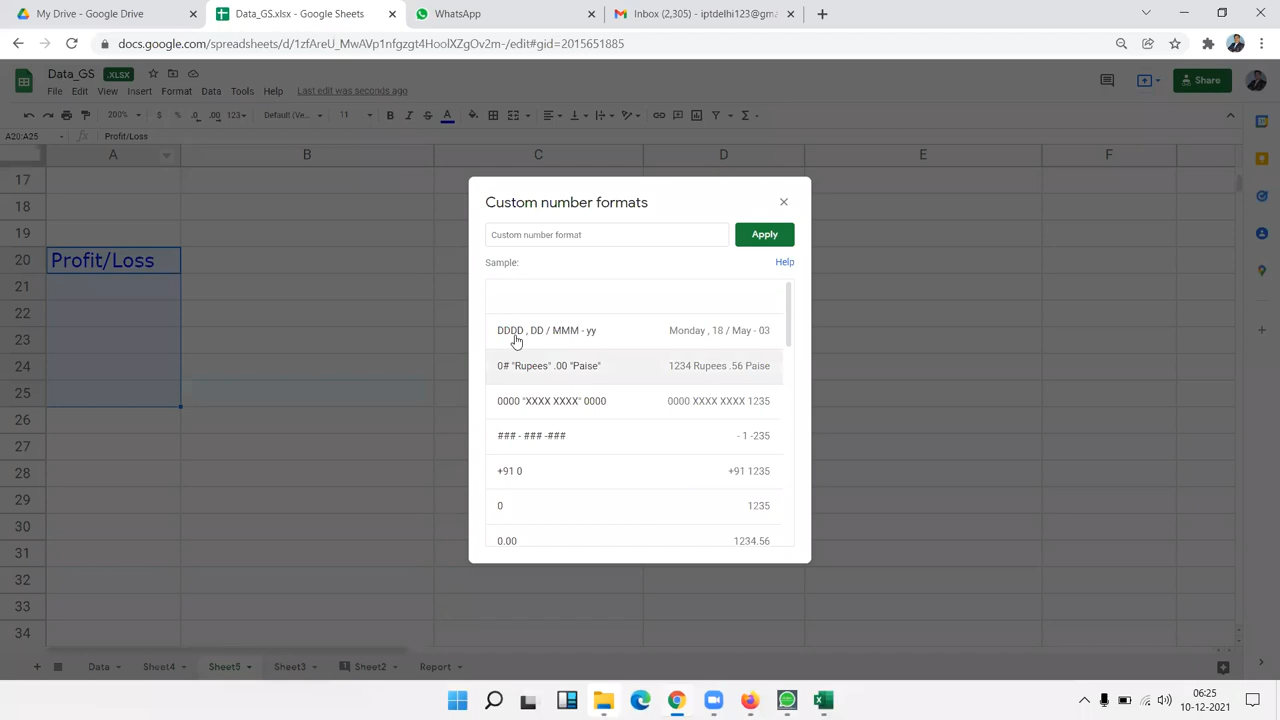 My Drive - Google Drive
Data_GS.xlsx - Google Sheets
WhatsApp
Inbox (2,305) - iptdelhi123@gm
docs.google.com/spreadsheets/d/1zfAreU_MwAVp1nfgzgt4HoolXZgOv2m-/edit#gid=2015651885
Data_GS .XLSX
Share
File Edit View Insert Format Data Tools Help Last edit was seconds ago
200% $ % .0 .00 123 Default (Ve... 11 B I S A
A20:A25 fx Profit/Loss
A B C D E F
17
18
19
20 Profit/Loss
21
22
23
24
25
26
27
28
29
30
31
32
33
34
Custom number formats
Custom number format
Apply
Sample:
Help
DDDD , DD / MMM - yy Monday , 18 / May - 03
0# "Rupees" .00 "Paise" 1234 Rupees .56 Paise
0000 "XXXX XXXX" 0000 0000 XXXX XXXX 1235
### - ### -### - 1 -235
+91 0 +91 1235
0 1235
0.00 1234.56
Data Sheet4 Sheet5 Sheet3 Sheet2 Report
06:25
10-12-2021